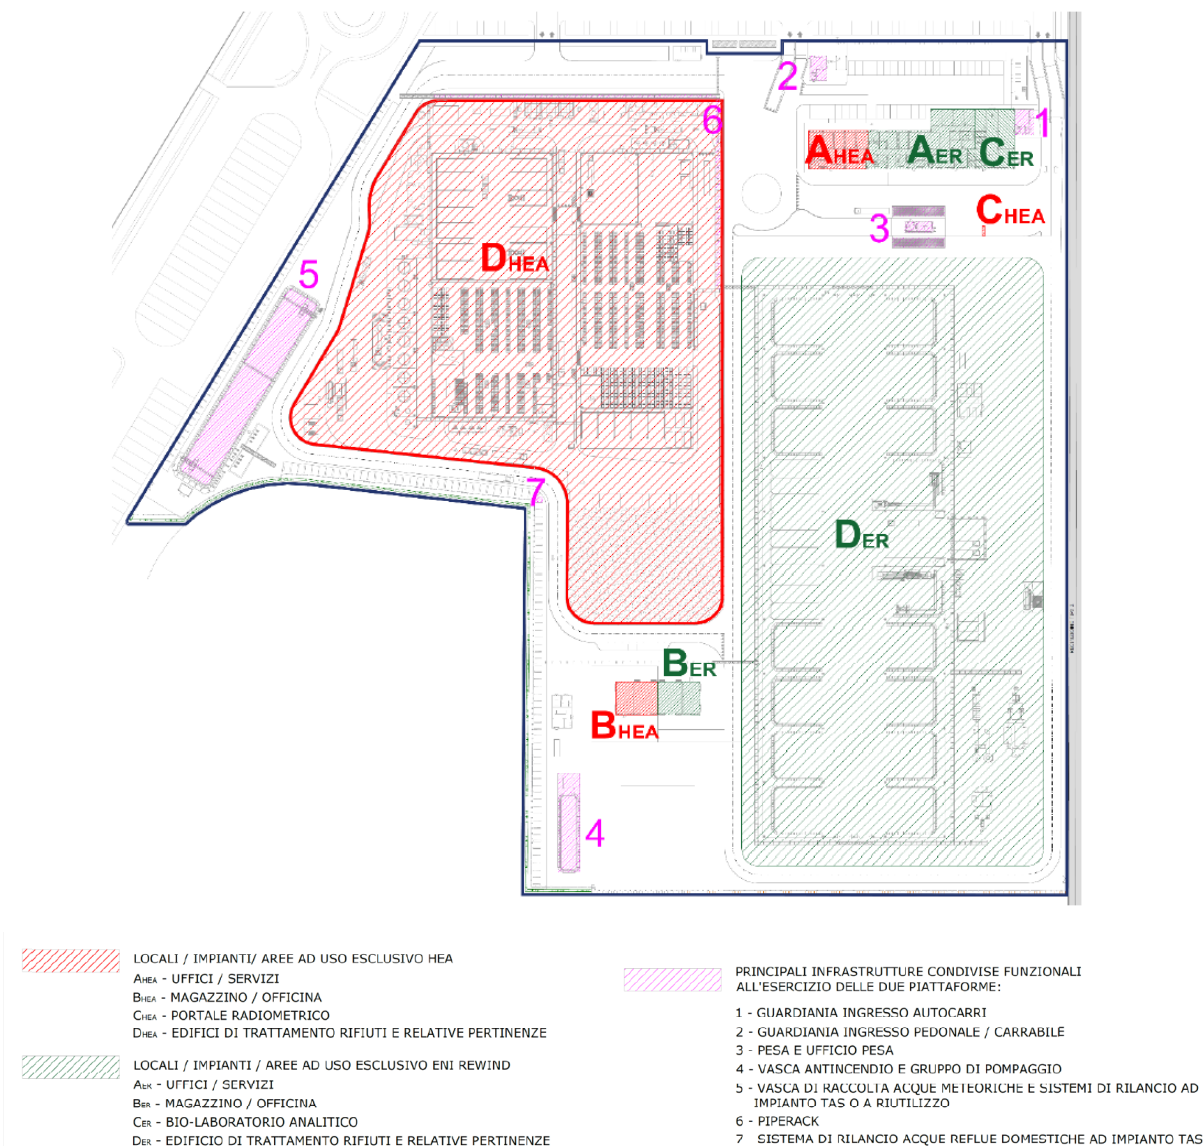 2
1
6
AHEA
AER
CER
CHEA
3
DHEA
5
7
DER
BER
BHEA
4
LOCALI / IMPIANTI/ AREE AD USO ESCLUSIVO HEA
AHEA - UFFICI / SERVIZI
BHEA - MAGAZZINO / OFFICINA
CHEA - PORTALE RADIOMETRICO
DHEA - EDIFICI DI TRATTAMENTO RIFIUTI E RELATIVE PERTINENZE
LOCALI / IMPIANTI / AREE AD USO ESCLUSIVO ENI REWIND
AER - UFFICI / SERVIZI
BER - MAGAZZINO / OFFICINA
CER - BIO-LABORATORIO ANALITICO
DER - EDIFICIO DI TRATTAMENTO RIFIUTI E RELATIVE PERTINENZE
PRINCIPALI INFRASTRUTTURE CONDIVISE FUNZIONALI
ALL'ESERCIZIO DELLE DUE PIATTAFORME:
1 - GUARDIANIA INGRESSO AUTOCARRI
2 - GUARDIANIA INGRESSO PEDONALE / CARRABILE
3 - PESA E UFFICIO PESA
4 - VASCA ANTINCENDIO E GRUPPO DI POMPAGGIO
5 - VASCA DI RACCOLTA ACQUE METEORICHE E SISTEMI DI RILANCIO AD
IMPIANTO TAS O A RIUTILIZZO
6 - PIPERACK
7 SISTEMA DI RILANCIO ACQUE REFLUE DOMESTICHE AD IMPIANTO TAS